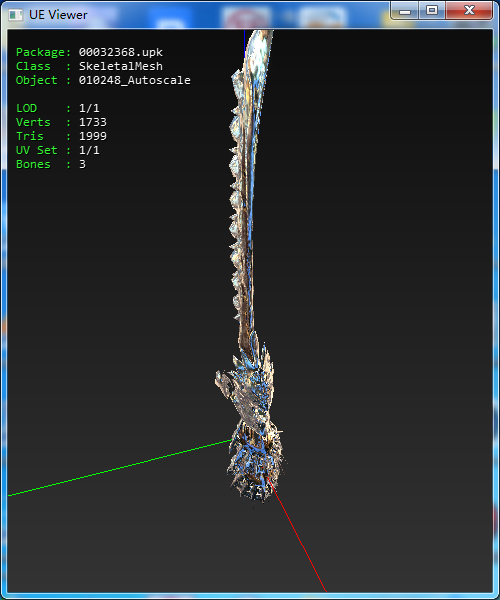 UE Viewer
Package: 00032368.upk
Class  : SkeletalMesh
Object : 010248_Autoscale
LOD    : 1/1
Verts  : 1733
Tris   : 1999
UV Set : 1/1
Bones  : 3